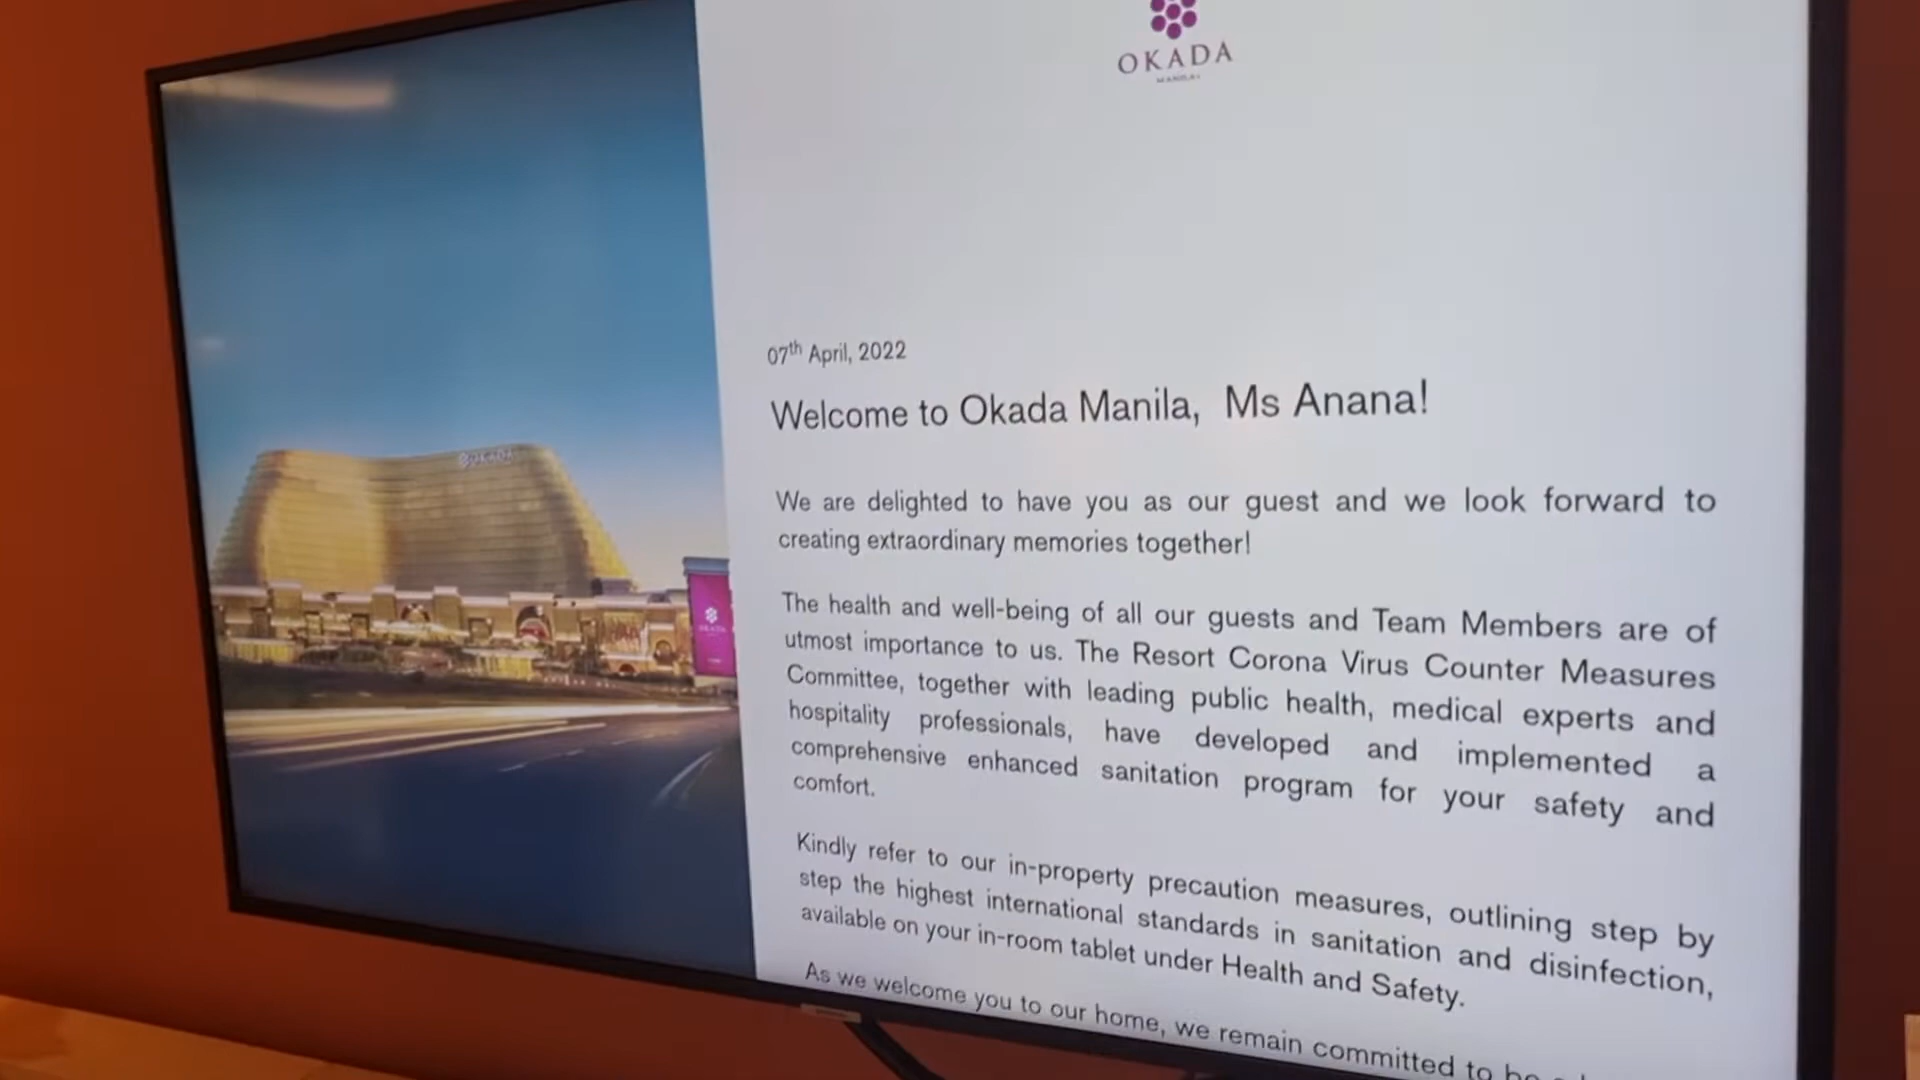 OKADA
MANILA
07th April, 2022
Welcome to Okada Manila, Ms Anana!
We are delighted to have you as our guest and we look forward to
creating extraordinary memories together!
The health and well-being of all our guests and Team Members are of
utmost importance to us. The Resort Corona Virus Counter Measures
Committee, together with leading public health, medical experts and
hospitality professionals, have developed and implemented a
comprehensive enhanced sanitation program for your safety and
comfort.
Kindly refer to our in-property precaution measures, outlining step by
step the highest international standards in sanitation and disinfection,
available on your in-room tablet under Health and Safety.
As we welcome you to our home, we remain committed to be
OKADA
OKADA